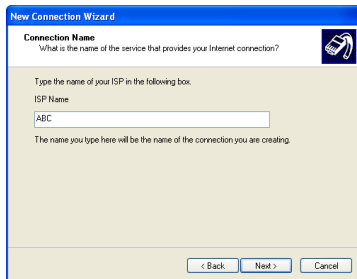 New Connection Wizard
Connection Name
What is the name of the service that provides your Internet connection?
Type the name of your ISP in the following box.
ISP Name
ABC
The name you type here will be the name of the connection you are creating.
< Back
Next >
Cancel